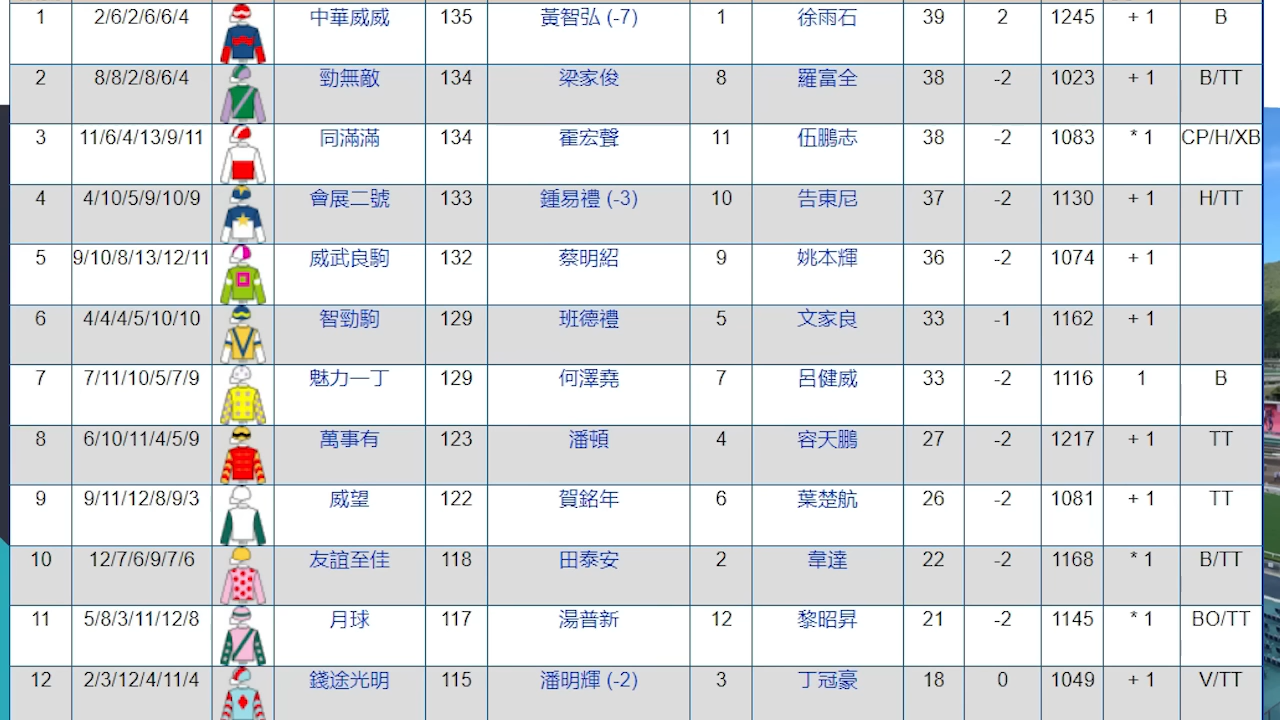 1 2/6/2/6/6/4 中華威威 135 黃智弘 (-7) 1 徐雨石 39 2 1245 + 1 B
2 8/8/2/8/6/4 勁無敵 134 梁家俊 8 羅富全 38 -2 1023 + 1 B/TT
3 11/6/4/13/9/11 同滿滿 134 霍宏聲 11 伍鵬志 38 -2 1083 * 1 CP/H/XB
4 4/10/5/9/10/9 會展二號 133 鍾易禮 (-3) 10 告東尼 37 -2 1130 + 1 H/TT
5 9/10/8/13/12/11 威武良駒 132 蔡明紹 9 姚本輝 36 -2 1074 + 1
6 4/4/4/5/10/10 智勁駒 129 班德禮 5 文家良 33 -1 1162 + 1
7 7/11/10/5/7/9 魅力一丁 129 何澤堯 7 呂健威 33 -2 1116 1 B
8 6/10/11/4/5/9 萬事有 123 潘頓 4 容天鵬 27 -2 1217 + 1 TT
9 9/11/12/8/9/3 威望 122 賀銘年 6 葉楚航 26 -2 1081 + 1 TT
10 12/7/6/9/7/6 友誼至佳 118 田泰安 2 韋達 22 -2 1168 * 1 B/TT
11 5/8/3/11/12/8 月球 117 湯普新 12 黎昭昇 21 -2 1145 * 1 BO/TT
12 2/3/12/4/11/4 錢途光明 115 潘明輝 (-2) 3 丁冠豪 18 0 1049 + 1 V/TT